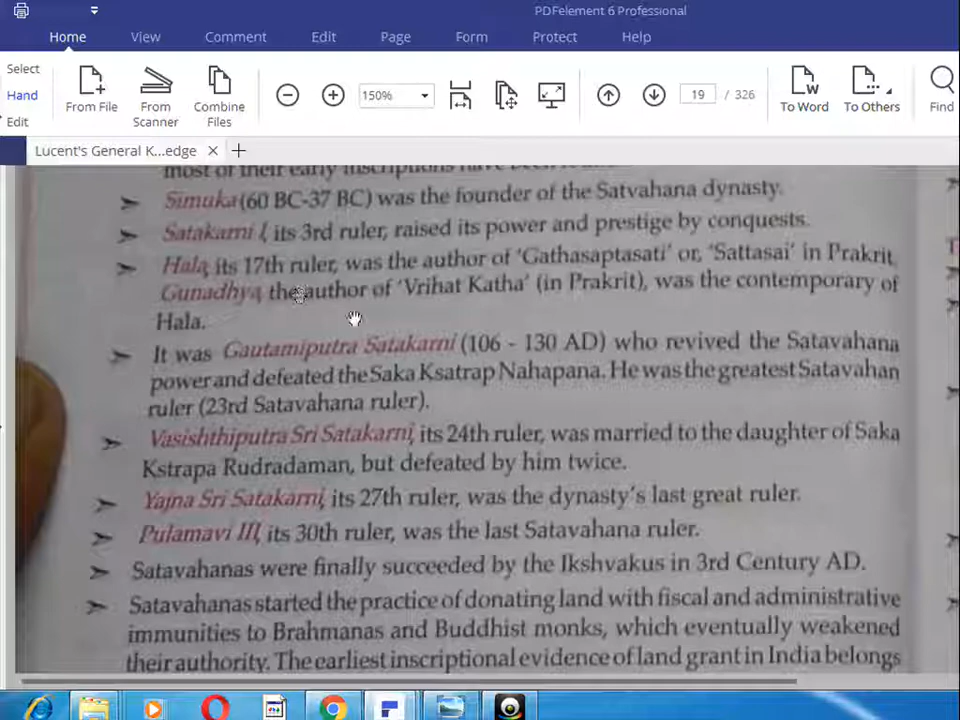 PDFelement 6 Professional
Home View Comment Edit Page Form Protect Help
Select
Hand
Edit
From File
From Scanner
Combine Files
150%
19 / 326
To Word
To Others
Find
Lucent's General K...edge
most of their early inscriptions have been
Simuka (60 BC-37 BC) was the founder of the Satvahana dynasty.
Satakarni I, its 3rd ruler, raised its power and prestige by conquests.
Hala, its 17th ruler, was the author of 'Gathasaptasati' or, 'Sattasai' in Prakrit
Gunadhya, the author of 'Vrihat Katha' (in Prakrit), was the contemporary of
Hala.
It was Gautamiputra Satakarni (106 - 130 AD) who revived the Satavahana
power and defeated the Saka Ksatrap Nahapana. He was the greatest Satavahan
ruler (23rd Satavahana ruler).
Vasishthiputra Sri Satakarni, its 24th ruler, was married to the daughter of Saka
Kstrapa Rudradaman, but defeated by him twice.
Yajna Sri Satakarni, its 27th ruler, was the dynasty's last great ruler.
Pulamavi III, its 30th ruler, was the last Satavahana ruler.
Satavahanas were finally succeeded by the Ikshvakus in 3rd Century AD.
Satavahanas started the practice of donating land with fiscal and administrative
immunities to Brahmanas and Buddhist monks, which eventually weakened
their authority. The earliest inscriptional evidence of land grant in India belongs